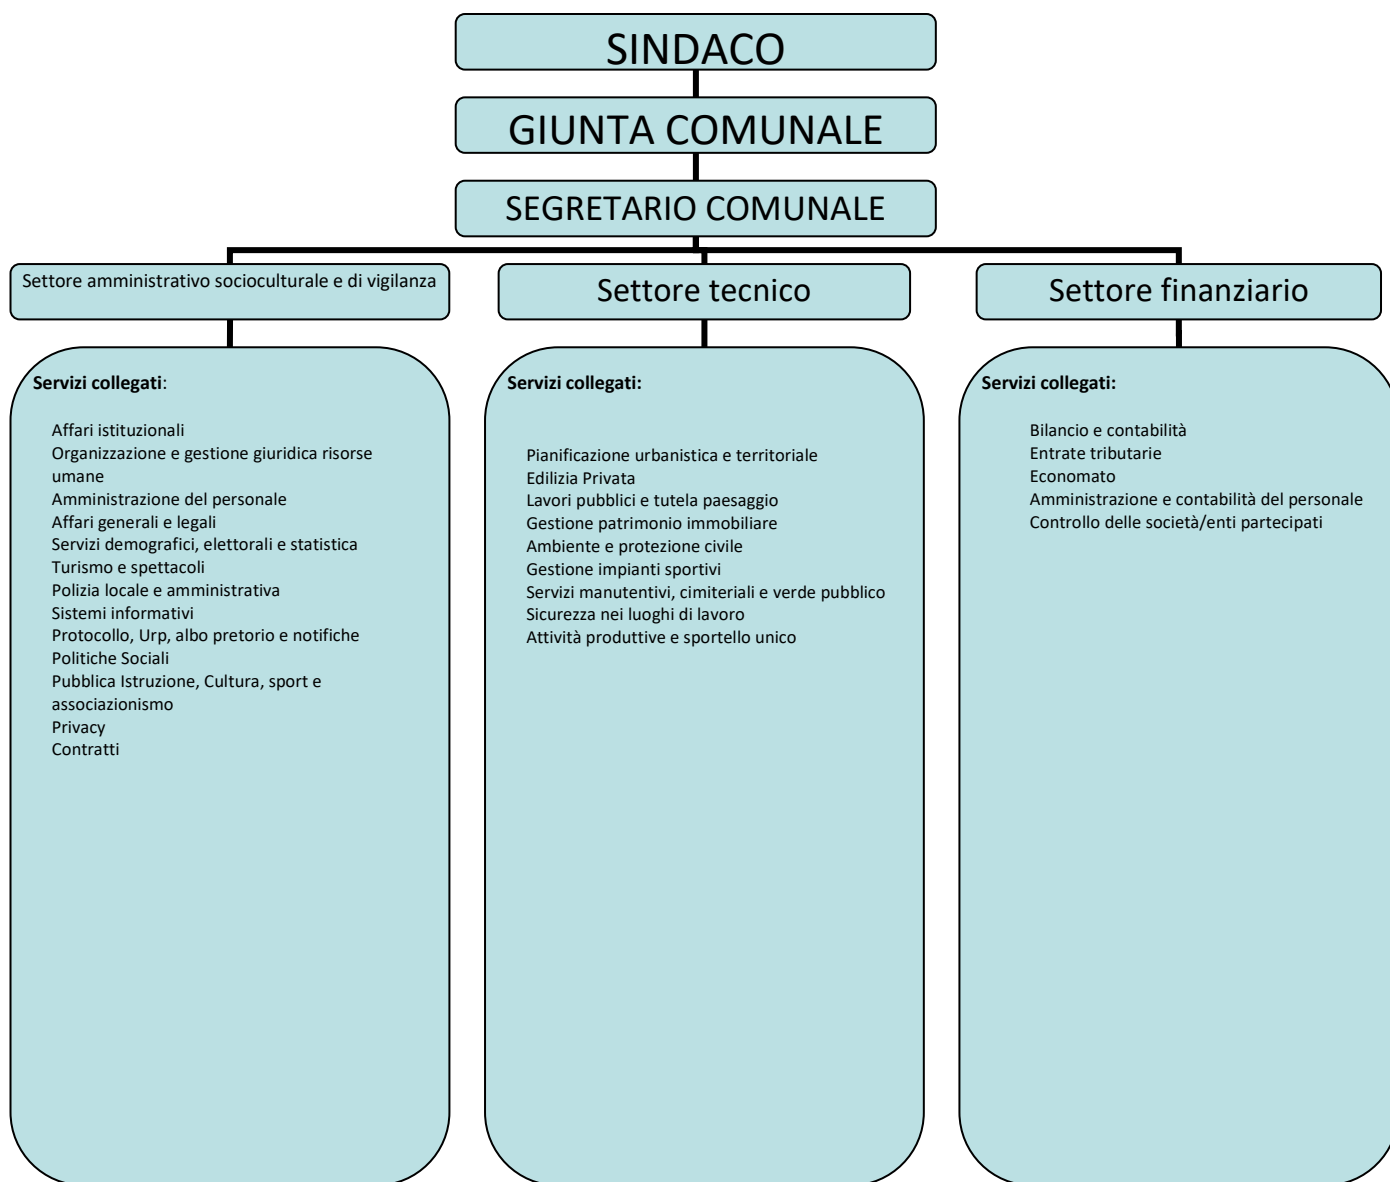 SINDACO
GIUNTA COMUNALE
SEGRETARIO COMUNALE
Settore amministrativo socioculturale e di vigilanza
Servizi collegati:
Affari istituzionali
Organizzazione e gestione giuridica risorse
umane
Amministrazione del personale
Affari generali e legali
Servizi demografici, elettorali e statistica
Turismo e spettacoli
Polizia locale e amministrativa
Sistemi informativi
Protocollo, Urp, albo pretorio e notifiche
Politiche Sociali
Pubblica Istruzione, Cultura, sport e
associazionismo
Privacy
Contratti
Settore tecnico
Servizi collegati:
Pianificazione urbanistica e territoriale
Edilizia Privata
Lavori pubblici e tutela paesaggio
Gestione patrimonio immobiliare
Ambiente e protezione civile
Gestione impianti sportivi
Servizi manutentivi, cimiteriali e verde pubblico
Sicurezza nei luoghi di lavoro
Attività produttive e sportello unico
Settore finanziario
Servizi collegati:
Bilancio e contabilità
Entrate tributarie
Economato
Amministrazione e contabilità del personale
Controllo delle società/enti partecipati